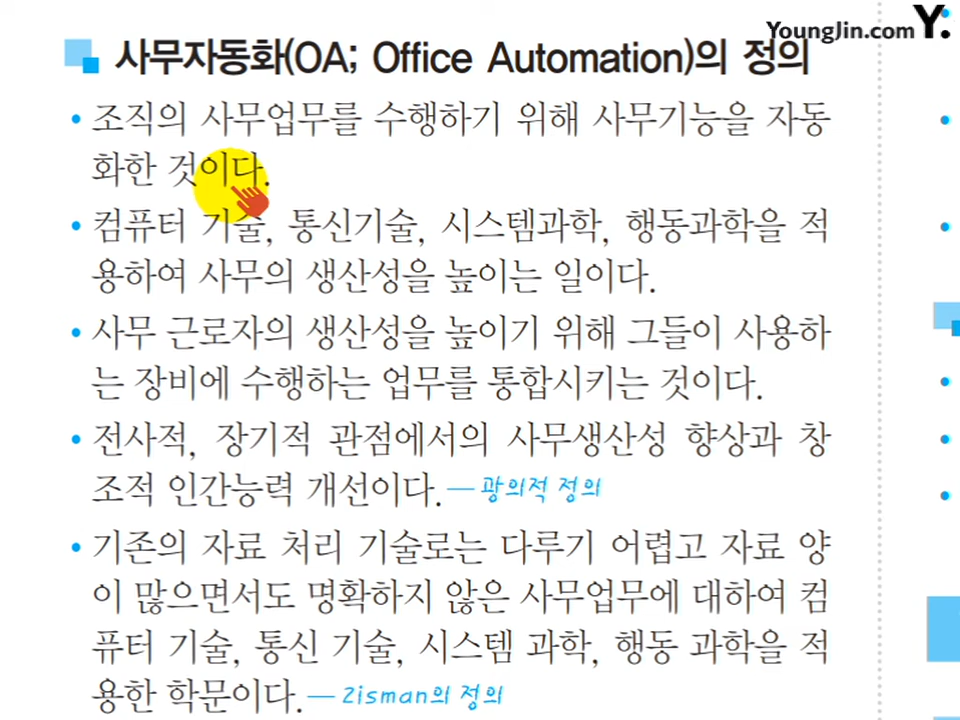 YoungJin.com Y.
사무자동화(OA; Office Automation)의 정의
• 조직의 사무업무를 수행하기 위해 사무기능을 자동
화한 것이다.
• 컴퓨터 기술, 통신기술, 시스템과학, 행동과학을 적
용하여 사무의 생산성을 높이는 일이다.
• 사무 근로자의 생산성을 높이기 위해 그들이 사용하
는 장비에 수행하는 업무를 통합시키는 것이다.
• 전사적, 장기적 관점에서의 사무생산성 향상과 창
조적 인간능력 개선이다. — 광의적 정의
• 기존의 자료 처리 기술로는 다루기 어렵고 자료 양
이 많으면서도 명확하지 않은 사무업무에 대하여 컴
퓨터 기술, 통신 기술, 시스템 과학, 행동 과학을 적
용한 학문이다. — Zisman의 정의